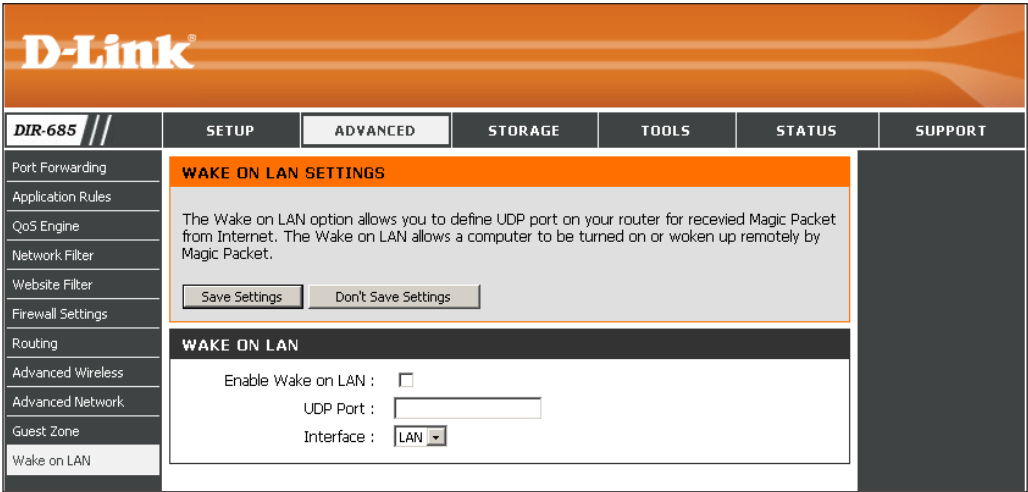 D-Link®
DIR-685
SETUP
ADVANCED
STORAGE
TOOLS
STATUS
SUPPORT
Port Forwarding
Application Rules
QoS Engine
Network Filter
Website Filter
Firewall Settings
Routing
Advanced Wireless
Advanced Network
Guest Zone
Wake on LAN
WAKE ON LAN SETTINGS
The Wake on LAN option allows you to define UDP port on your router for recevied Magic Packet
from Internet. The Wake on LAN allows a computer to be turned on or woken up remotely by
Magic Packet.
Save Settings
Don't Save Settings
WAKE ON LAN
Enable Wake on LAN :
UDP Port :
Interface : LAN